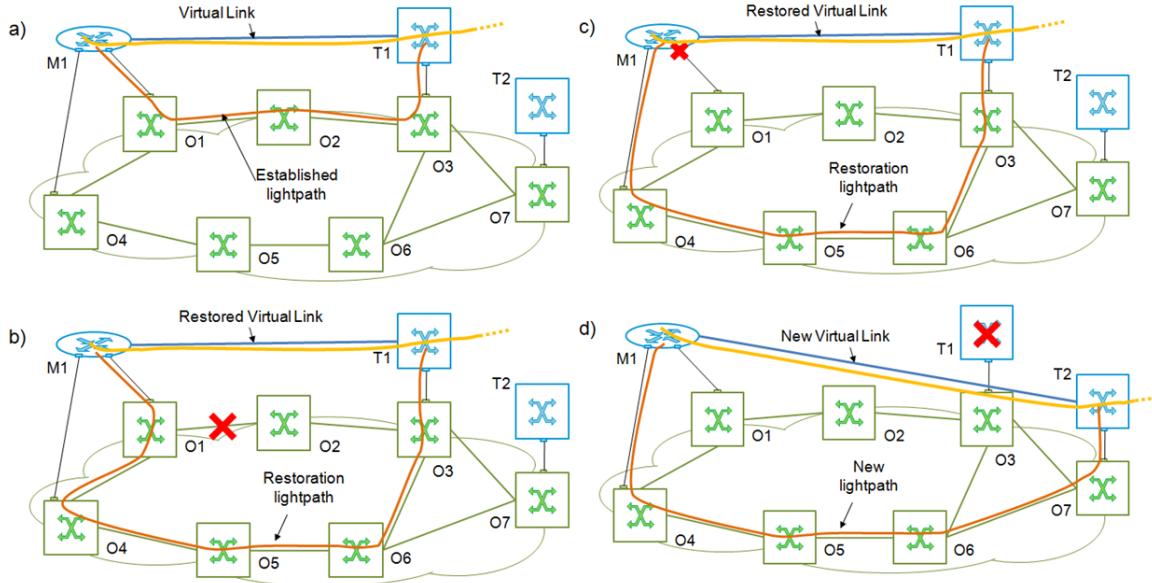 a)
Virtual Link
M1
T1
T2
O1
O2
O3
Established
lightpath
O7
O4
O5
O6
c)
Restored Virtual Link
M1
T1
T2
O1
O2
O3
Restoration
lightpath
O7
O4
O5
O6
b)
Restored Virtual Link
M1
T1
T2
O1
O2
O3
Restoration
lightpath
O7
O4
O5
O6
d)
New Virtual Link
M1
T1
T2
O1
O2
O3
New
lightpath
O7
O4
O5
O6